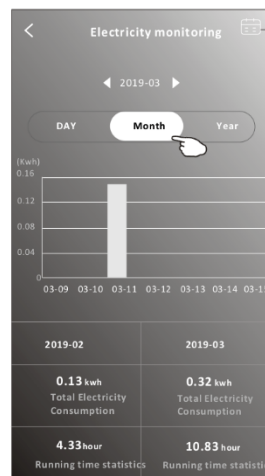 Electricity monitoring
2019-03
DAY Month Year
(Kwh)
0.16
0.12
0.08
0.04
0
03-09 03-10 03-11 03-12 03-13 03-14
2019-02 2019-03
0.13 kwh 0.32 kwh
Total Electricity Total Electricity
Consumption Consumption
4.33hour 10.83 hour
Running time statistics Running time